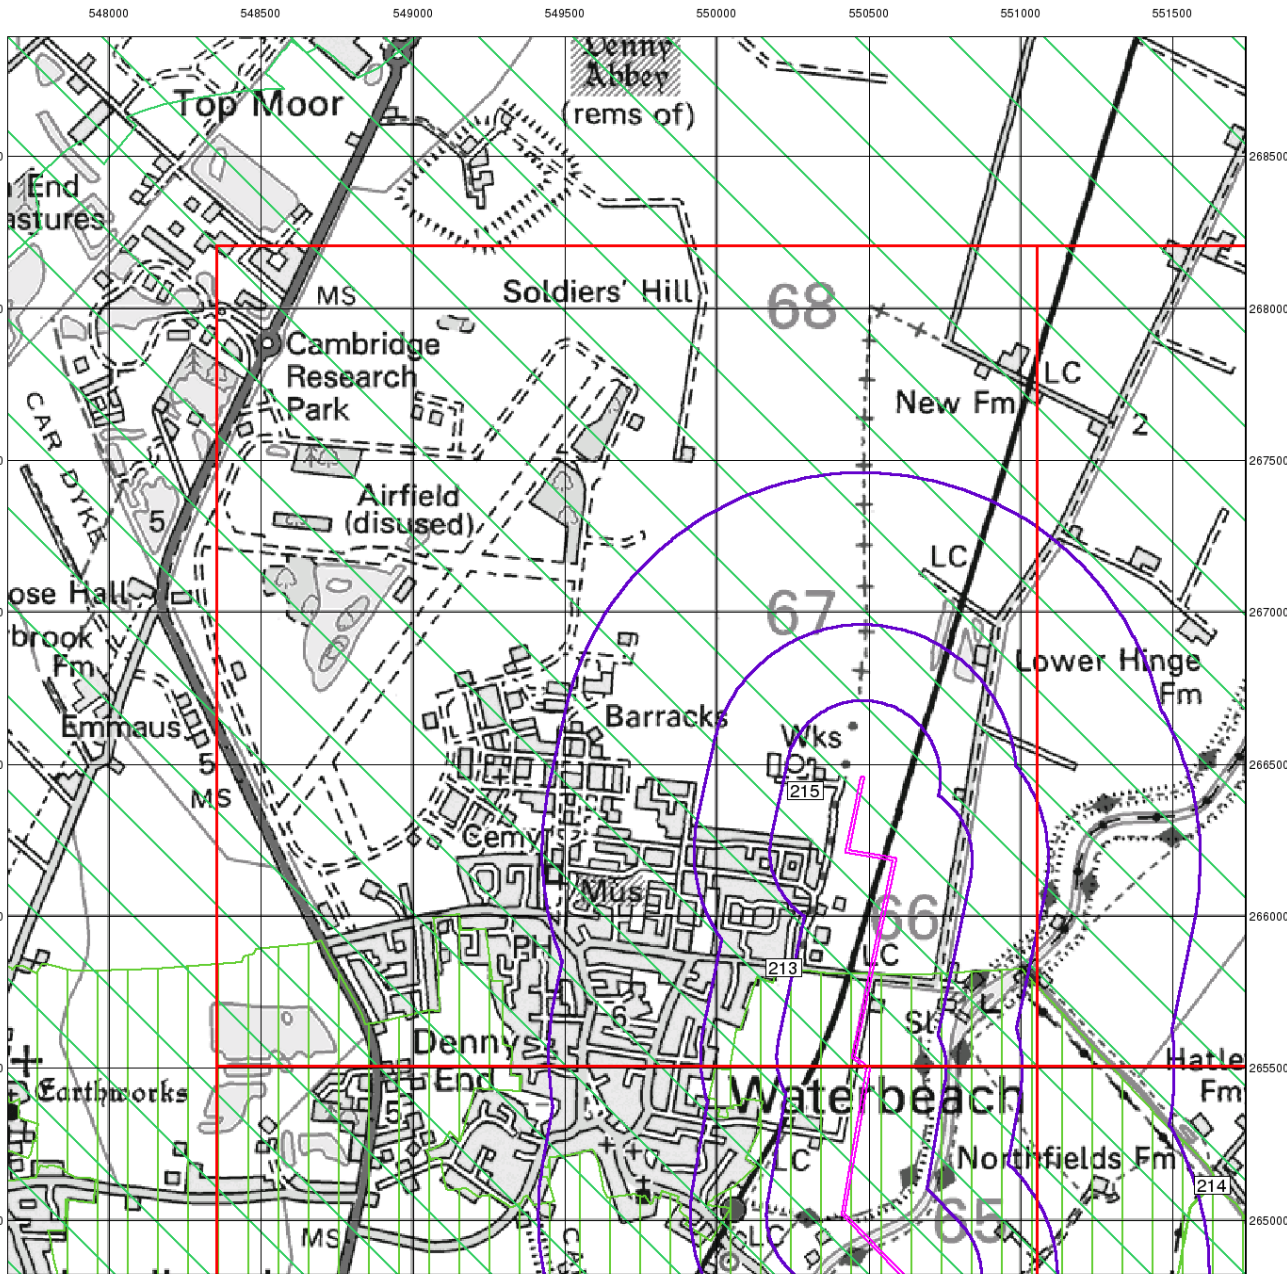 548000 548500 549000 549500 550000 550500 551000 551500
Denny
Abbey
(rems of)
Top Moor
268500
End
astures
Soldiers' Hill
MS
68
268000
Cambridge
Research
Park
LC
New Fm
2
CAR DYKE
267500
Airfield
(disused)
5
LC
ose Hall
67
267000
rbrook
Fm
Lower Hinge
Fm
Emmaus
Barracks
Wks
5
266500
MS
215
Cemy
Mus
66
266000
PH
LC
213
6
Sl
L
Denny
End
265500
Hatle
Fm
Earthworks
5
Waterbeach
Northfields Fm
LC
214
65
265000
MS
LC
CA